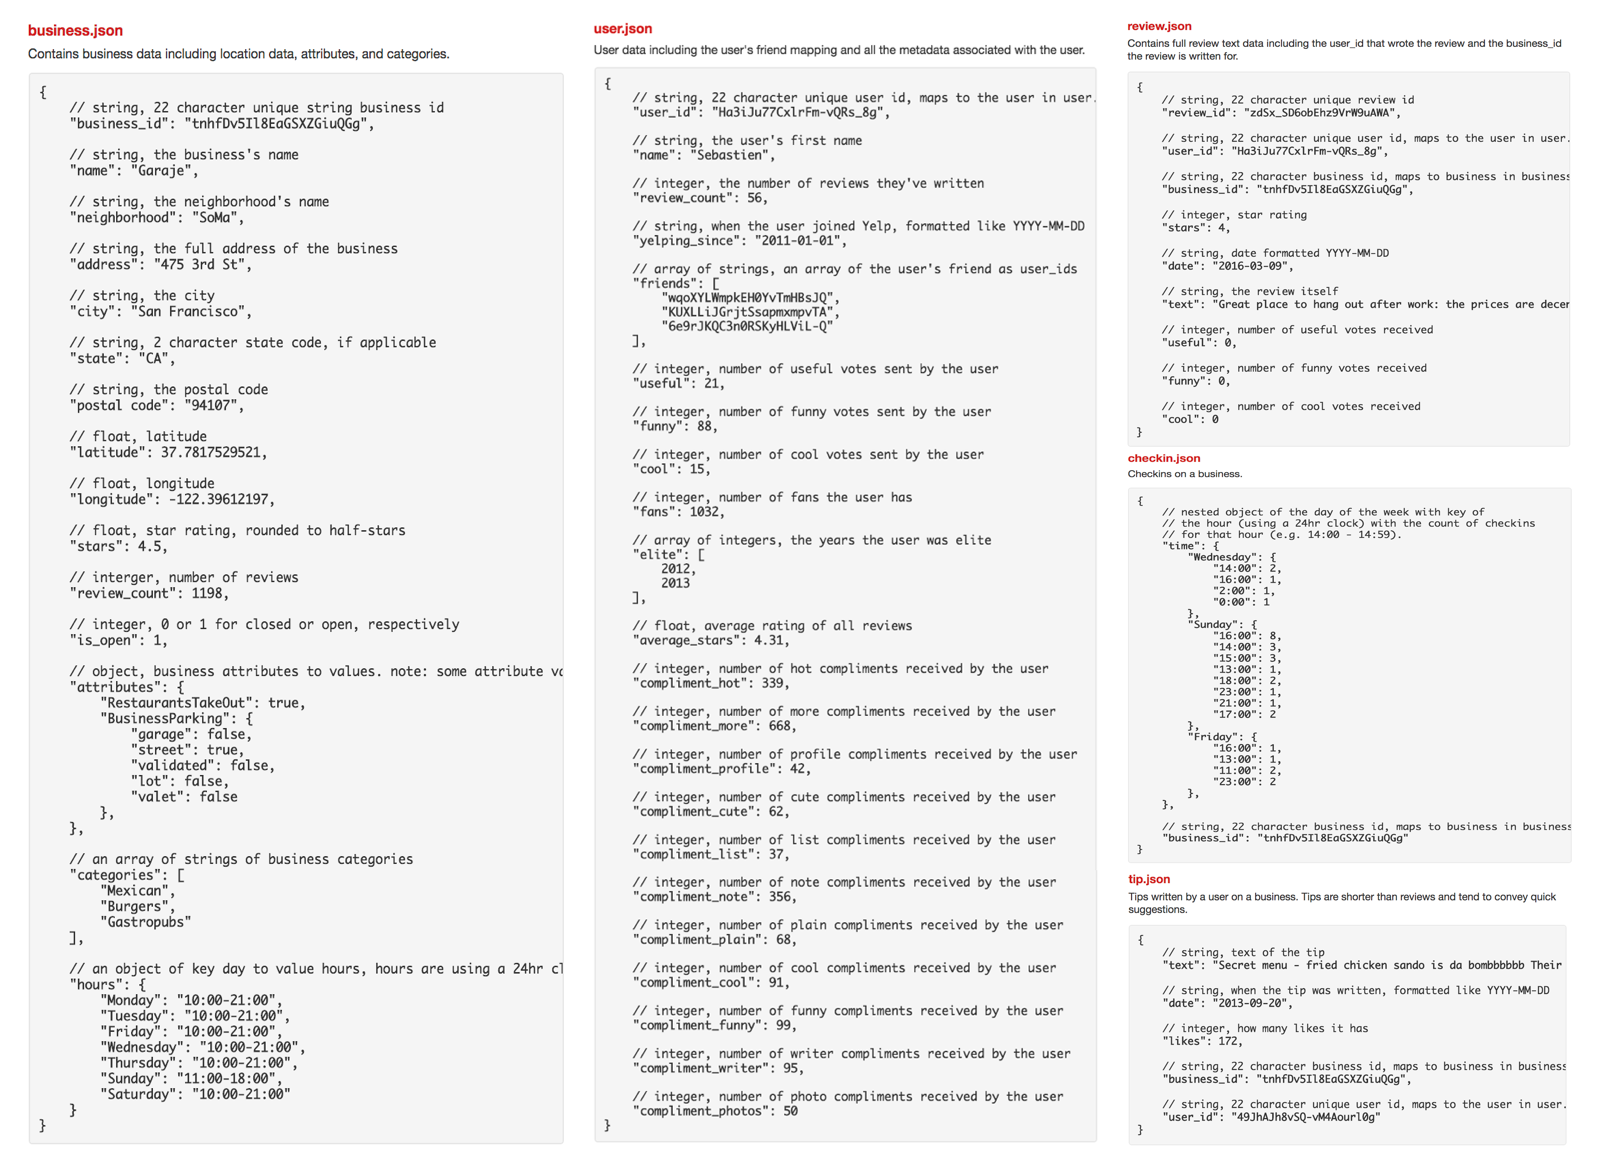 business.json
Contains business data including location data, attributes, and categories.
{
    // string, 22 character unique string business id
    "business_id": "tnhfDv5Il8EaGSXZGiuQGg",

    // string, the business's name
    "name": "Garaje",

    // string, the neighborhood's name
    "neighborhood": "SoMa",

    // string, the full address of the business
    "address": "475 3rd St",

    // string, the city
    "city": "San Francisco",

    // string, 2 character state code, if applicable
    "state": "CA",

    // string, the postal code
    "postal code": "94107",

    // float, latitude
    "latitude": 37.7817529521,

    // float, longitude
    "longitude": -122.39612197,

    // float, star rating, rounded to half-stars
    "stars": 4.5,

    // interger, number of reviews
    "review_count": 1198,

    // integer, 0 or 1 for closed or open, respectively
    "is_open": 1,

    // object, business attributes to values. note: some attribute va
    "attributes": {
        "RestaurantsTakeOut": true,
        "BusinessParking": {
            "garage": false,
            "street": true,
            "validated": false,
            "lot": false,
            "valet": false
        },
    },

    // an array of strings of business categories
    "categories": [
        "Mexican",
        "Burgers",
        "Gastropubs"
    ],

    // an object of key day to value hours, hours are using a 24hr cl
    "hours": {
        "Monday": "10:00-21:00",
        "Tuesday": "10:00-21:00",
        "Friday": "10:00-21:00",
        "Wednesday": "10:00-21:00",
        "Thursday": "10:00-21:00",
        "Sunday": "11:00-18:00",
        "Saturday": "10:00-21:00"
    }
}
user.json
User data including the user's friend mapping and all the metadata associated with the user.
{
    // string, 22 character unique user id, maps to the user in user.
    "user_id": "Ha3iJu77CxlrFm-vQRs_8g",

    // string, the user's first name
    "name": "Sebastien",

    // integer, the number of reviews they've written
    "review_count": 56,

    // string, when the user joined Yelp, formatted like YYYY-MM-DD
    "yelping_since": "2011-01-01",

    // array of strings, an array of the user's friend as user_ids
    "friends": [
        "wqoXYLWmpkEH0YvTmHBsJQ",
        "KUXLLiJGrjtSsapmxmpvTA",
        "6e9rJKQC3n0RSKyHLViL-Q"
    ],

    // integer, number of useful votes sent by the user
    "useful": 21,

    // integer, number of funny votes sent by the user
    "funny": 88,

    // integer, number of cool votes sent by the user
    "cool": 15,

    // integer, number of fans the user has
    "fans": 1032,

    // array of integers, the years the user was elite
    "elite": [
        2012,
        2013
    ],

    // float, average rating of all reviews
    "average_stars": 4.31,

    // integer, number of hot compliments received by the user
    "compliment_hot": 339,

    // integer, number of more compliments received by the user
    "compliment_more": 668,

    // integer, number of profile compliments received by the user
    "compliment_profile": 42,

    // integer, number of cute compliments received by the user
    "compliment_cute": 62,

    // integer, number of list compliments received by the user
    "compliment_list": 37,

    // integer, number of note compliments received by the user
    "compliment_note": 356,

    // integer, number of plain compliments received by the user
    "compliment_plain": 68,

    // integer, number of cool compliments received by the user
    "compliment_cool": 91,

    // integer, number of funny compliments received by the user
    "compliment_funny": 99,

    // integer, number of writer compliments received by the user
    "compliment_writer": 95,

    // integer, number of photo compliments received by the user
    "compliment_photos": 50
}
review.json
Contains full review text data including the user_id that wrote the review and the business_id
the review is written for.
{
    // string, 22 character unique review id
    "review_id": "zdSx_SD6obEhz9VrW9uAWA",

    // string, 22 character unique user id, maps to the user in user.
    "user_id": "Ha3iJu77CxlrFm-vQRs_8g",

    // string, 22 character business id, maps to business in business
    "business_id": "tnhfDv5Il8EaGSXZGiuQGg",

    // integer, star rating
    "stars": 4,

    // string, date formatted YYYY-MM-DD
    "date": "2016-03-09",

    // string, the review itself
    "text": "Great place to hang out after work: the prices are decen

    // integer, number of useful votes received
    "useful": 0,

    // integer, number of funny votes received
    "funny": 0,

    // integer, number of cool votes received
    "cool": 0
}
checkin.json
Checkins on a business.
{
    // nested object of the day of the week with key of
    // the hour (using a 24hr clock) with the count of checkins
    // for that hour (e.g. 14:00 - 14:59).
    "time": {
        "Wednesday": {
            "14:00": 2,
            "16:00": 1,
            "2:00": 1,
            "0:00": 1
        },
        "Sunday": {
            "16:00": 8,
            "14:00": 3,
            "15:00": 3,
            "13:00": 1,
            "18:00": 2,
            "23:00": 1,
            "21:00": 1,
            "17:00": 2
        },
        "Friday": {
            "16:00": 1,
            "13:00": 1,
            "11:00": 2,
            "23:00": 2
        },
    },

    // string, 22 character business id, maps to business in business
    "business_id": "tnhfDv5Il8EaGSXZGiuQGg"
}
tip.json
Tips written by a user on a business. Tips are shorter than reviews and tend to convey quick
suggestions.
{
    // string, text of the tip
    "text": "Secret menu - fried chicken sando is da bombbbbbb Their

    // string, when the tip was written, formatted like YYYY-MM-DD
    "date": "2013-09-20",

    // integer, how many likes it has
    "likes": 172,

    // string, 22 character business id, maps to business in business
    "business_id": "tnhfDv5Il8EaGSXZGiuQGg",

    // string, 22 character unique user id, maps to the user in user.
    "user_id": "49JhAJh8vSQ-vM4Aourl0g"
}